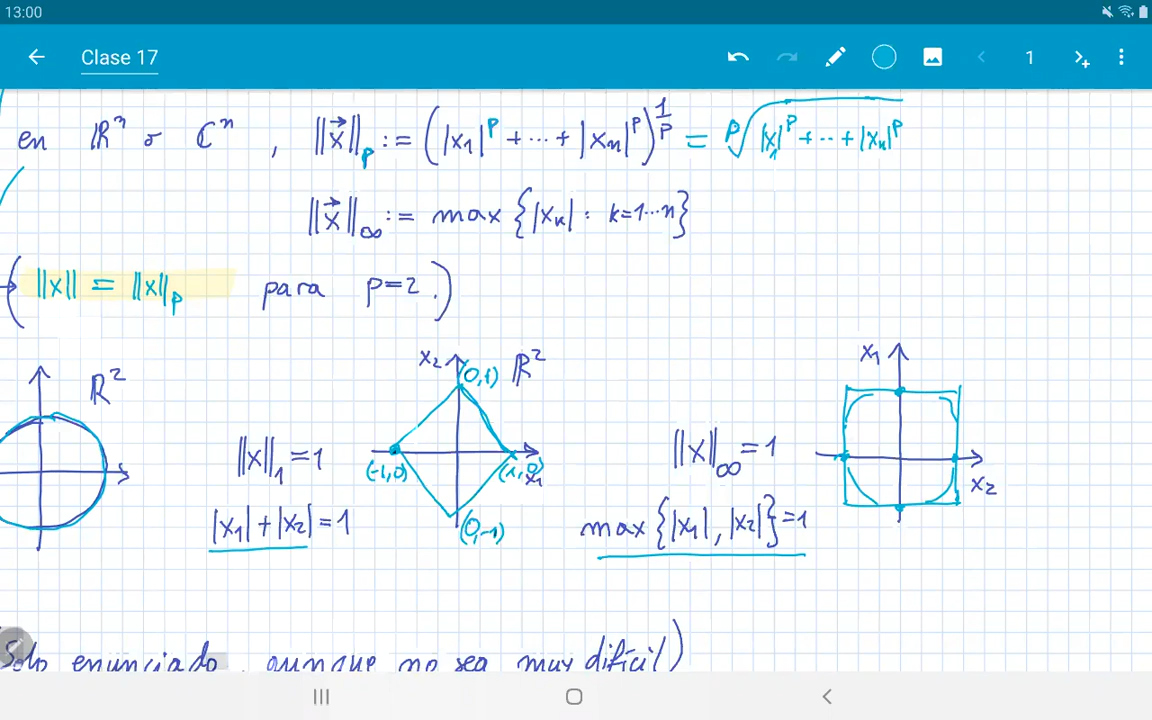 13:00
Clase 17
1
en ℝⁿ o ℂⁿ , ‖x⃗‖ₚ := (|x₁|ᵖ + ··· + |xₙ|ᵖ)^{1/p} = ᵖ√(|x₁|ᵖ + ··· + |xₙ|ᵖ)
‖x⃗‖_∞ := max {|xₖ| : k=1···n}
(‖x‖ = ‖x‖ₚ para p=2.)
ℝ²
‖x‖₁ = 1
|x₁| + |x₂| = 1
x₂
(0,1)
ℝ²
(-1,0)
(1,0)
x₁
(0,-1)
‖x‖_∞ = 1
max {|x₁|, |x₂|} = 1
x₁
x₂
Solo enunciado, aunque no sea muy difícil)